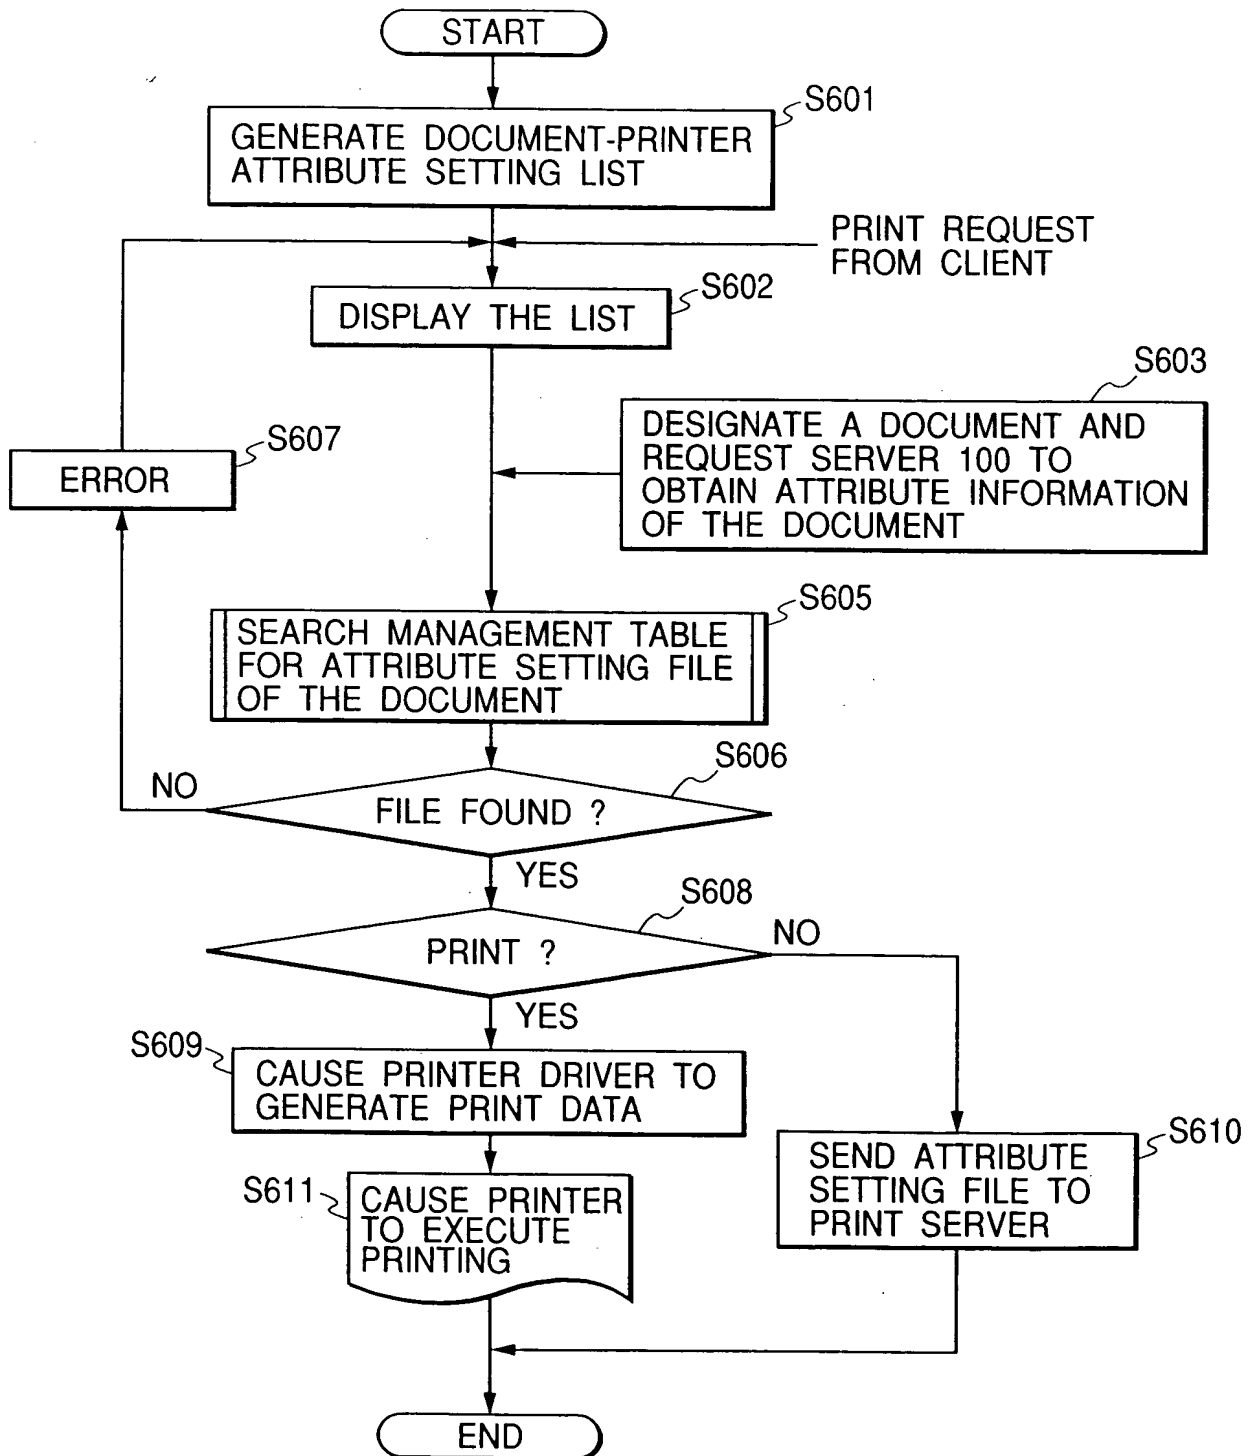 START
S601
GENERATE DOCUMENT-PRINTER
ATTRIBUTE SETTING LIST
PRINT REQUEST
FROM CLIENT
S602
DISPLAY THE LIST
S603
DESIGNATE A DOCUMENT AND
REQUEST SERVER 100 TO
OBTAIN ATTRIBUTE INFORMATION
OF THE DOCUMENT
S607
ERROR
S605
SEARCH MANAGEMENT TABLE
FOR ATTRIBUTE SETTING FILE
OF THE DOCUMENT
S606
NO
FILE FOUND ?
YES
S608
NO
PRINT ?
YES
S609
CAUSE PRINTER DRIVER TO
GENERATE PRINT DATA
S610
SEND ATTRIBUTE
SETTING FILE TO
PRINT SERVER
S611
CAUSE PRINTER
TO EXECUTE
PRINTING
END